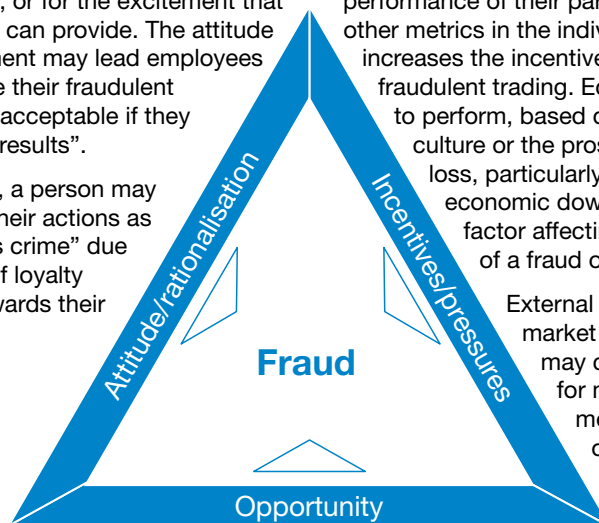 , or for the excitement that
can provide. The attitude
ment may lead employees
e their fraudulent
acceptable if they
results”.
, a person may
heir actions as
s crime” due
f loyalty
wards their
performance of their par
other metrics in the indiv
increases the incentive
fraudulent trading. Ec
to perform, based o
culture or the pros
loss, particularly
economic dow
factor affectin
of a fraud o
External
market
may c
for m
me
c
Attitude/rationalisation
Incentives/pressures
Fraud
Opportunity